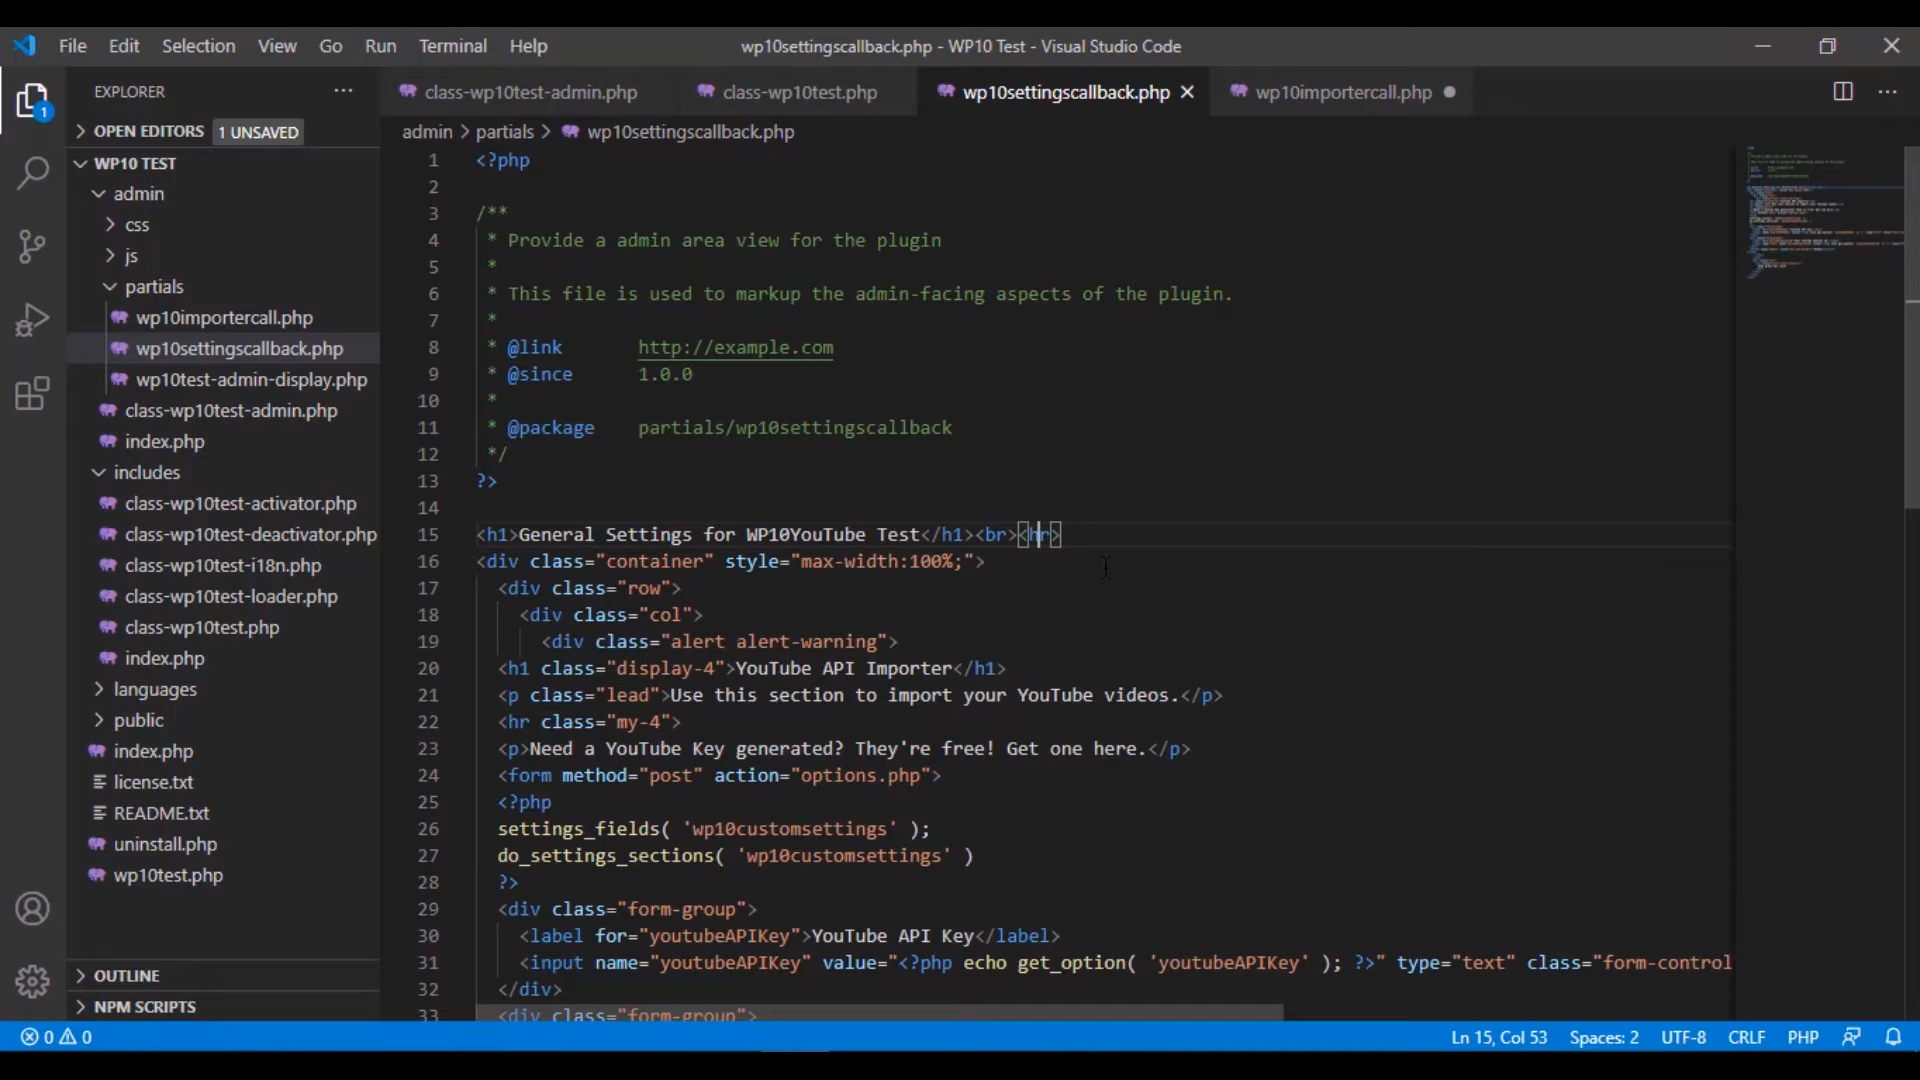 File Edit Selection View Go Run Terminal Help
wp10settingscallback.php - WP10 Test - Visual Studio Code
1
EXPLORER
OPEN EDITORS 1 UNSAVED
WP10 TEST
admin
css
js
partials
wp10importercall.php
wp10settingscallback.php
wp10test-admin-display.php
class-wp10test-admin.php
index.php
includes
class-wp10test-activator.php
class-wp10test-deactivator.php
class-wp10test-i18n.php
class-wp10test-loader.php
class-wp10test.php
index.php
languages
public
index.php
license.txt
README.txt
uninstall.php
wp10test.php
OUTLINE
NPM SCRIPTS
class-wp10test-admin.php class-wp10test.php wp10settingscallback.php wp10importercall.php
admin > partials > wp10settingscallback.php
1 <?php
2
3 /**
4 * Provide a admin area view for the plugin
5 *
6 * This file is used to markup the admin-facing aspects of the plugin.
7 *
8 * @link http://example.com
9 * @since 1.0.0
10 *
11 * @package partials/wp10settingscallback
12 */
13 ?>
14
15 <h1>General Settings for WP10YouTube Test</h1><br><hr>
16 <div class="container" style="max-width:100%;">
17 <div class="row">
18 <div class="col">
19 <div class="alert alert-warning">
20 <h1 class="display-4">YouTube API Importer</h1>
21 <p class="lead">Use this section to import your YouTube videos.</p>
22 <hr class="my-4">
23 <p>Need a YouTube Key generated? They're free! Get one here.</p>
24 <form method="post" action="options.php">
25 <?php
26 settings_fields( 'wp10customsettings' );
27 do_settings_sections( 'wp10customsettings' )
28 ?>
29 <div class="form-group">
30 <label for="youtubeAPIKey">YouTube API Key</label>
31 <input name="youtubeAPIKey" value="<?php echo get_option( 'youtubeAPIKey' ); ?>" type="text" class="form-control
32 </div>
33 <div class="form-group">
0 0 Ln 15, Col 53 Spaces: 2 UTF-8 CRLF PHP